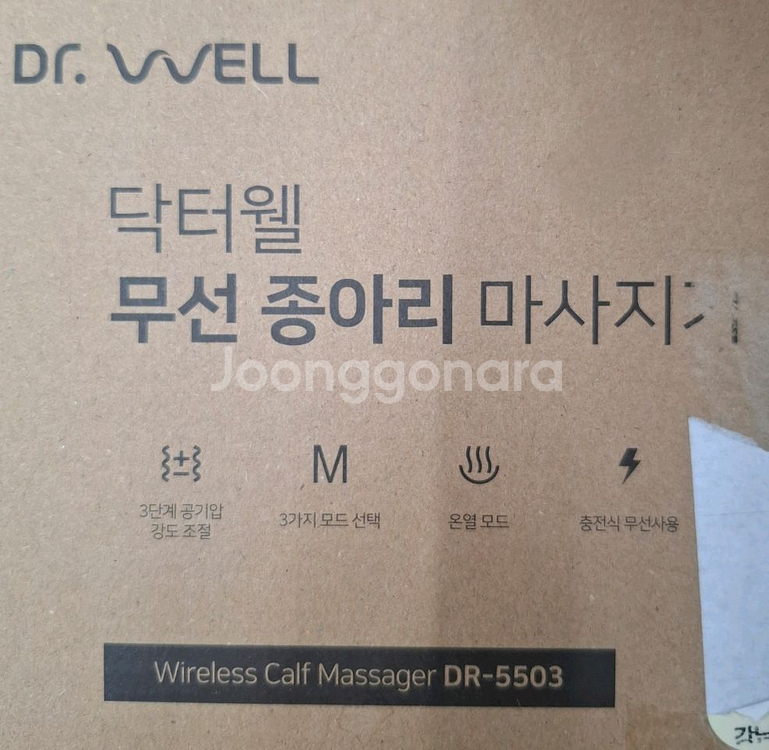 Dr. WELL
닥터웰
무선 종아리 마사지기
Joonggonara
M
3단계 공기압
강도 조절
3가지 모드 선택
온열 모드
충전식 무선사용
Wireless Calf Massager DR-5503